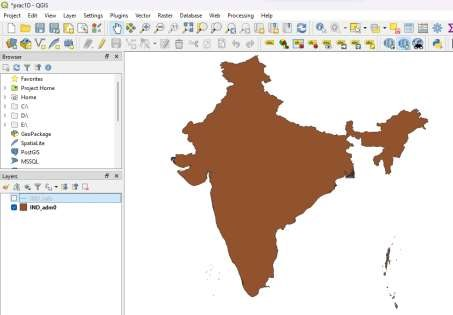 *prac10 - QGIS
Project Edit View Layer Settings Plugins Vector Raster Database Web Processing Help
Browser
Favorites
Project Home
Home
C:\
D:\
E:\
GeoPackage
SpatiaLite
PostGIS
MSSQL
Layers
IND_adm0